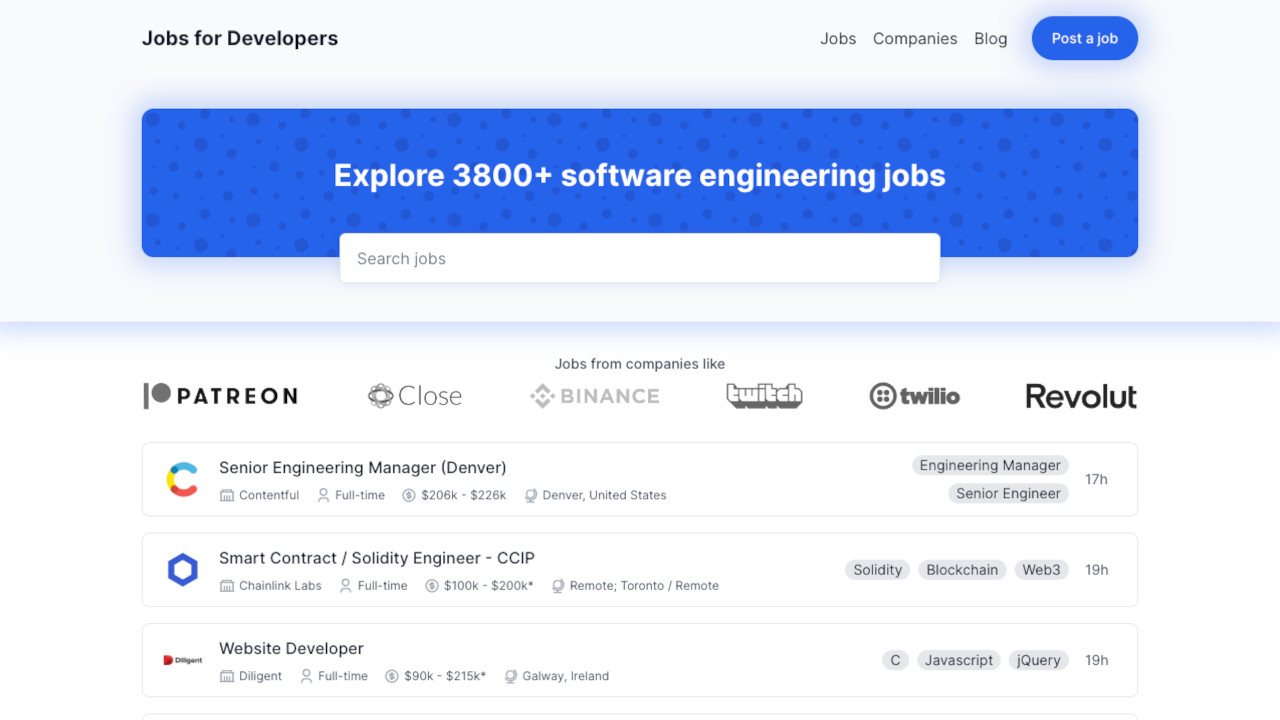 Jobs for Developers
Jobs Companies Blog Post a job
Explore 3800+ software engineering jobs
Search jobs
Jobs from companies like
PATREON Close BINANCE twitch twilio Revolut
Senior Engineering Manager (Denver)
Contentful Full-time $206k - $226k Denver, United States
Engineering Manager
Senior Engineer
17h
Smart Contract / Solidity Engineer - CCIP
Chainlink Labs Full-time $100k - $200k* Remote; Toronto / Remote
Solidity Blockchain Web3 19h
Diligent
Website Developer
Diligent Full-time $90k - $215k* Galway, Ireland
C Javascript jQuery 19h